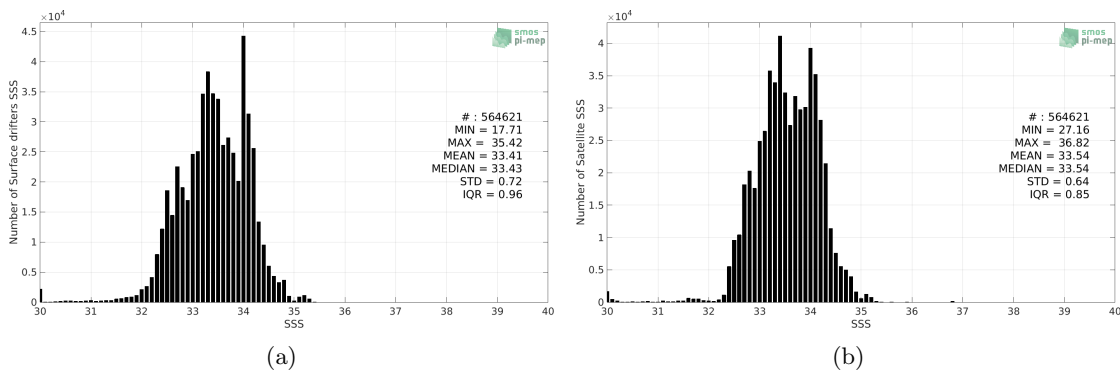 ×10⁴
4.5
4
3.5
3
2.5
2
1.5
1
0.5
0
Number of Surface drifters SSS
smos
pi-mep
# : 564621
MIN = 17.71
MAX = 35.42
MEAN = 33.41
MEDIAN = 33.43
STD = 0.72
IQR = 0.96
30 31 32 33 34 35 36 37 38 39 40
SSS
(a)
×10⁴
4
3.5
3
2.5
2
1.5
1
0.5
0
Number of Satellite SSS
smos
pi-mep
# : 564621
MIN = 27.16
MAX = 36.82
MEAN = 33.54
MEDIAN = 33.54
STD = 0.64
IQR = 0.85
30 31 32 33 34 35 36 37 38 39 40
SSS
(b)